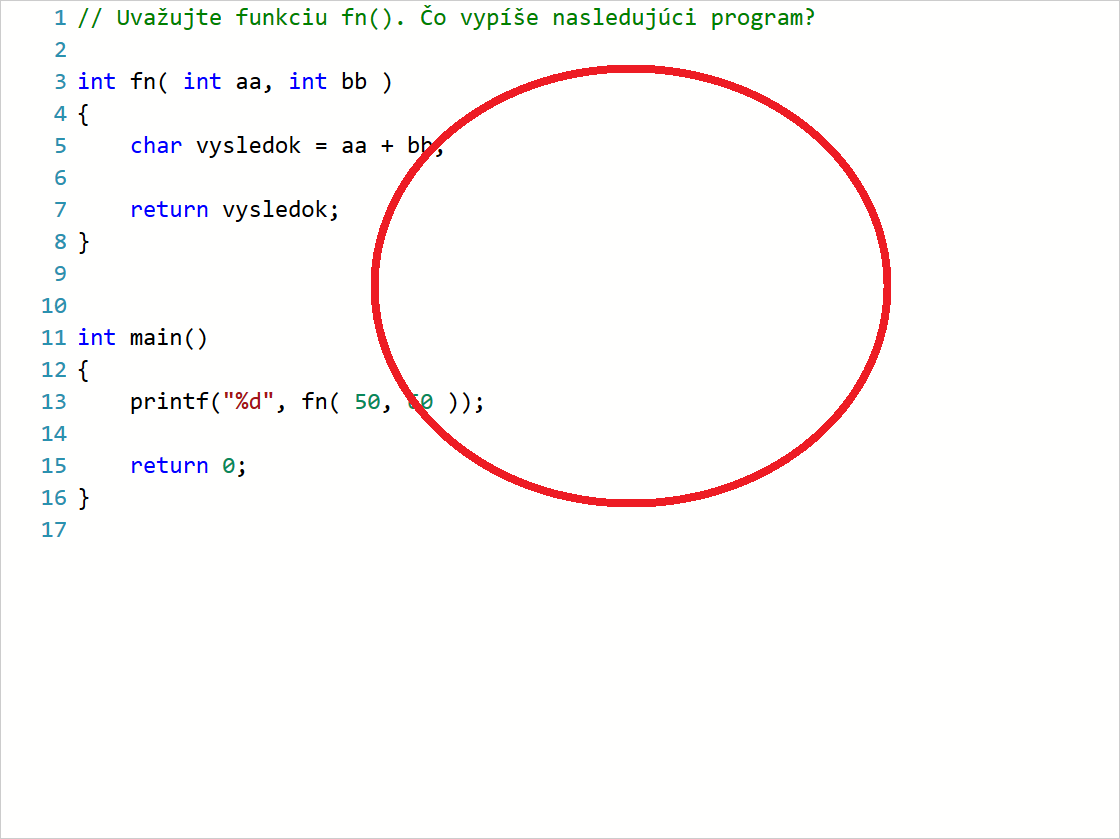 1 // Uvažujte funkciu fn(). Čo vypíše nasledujúci program?
2
3 int fn( int aa, int bb )
4 {
5     char vysledok = aa + bb;
6
7     return vysledok;
8 }
9
10
11 int main()
12 {
13     printf("%d", fn( 50, 60 ));
14
15     return 0;
16 }
17